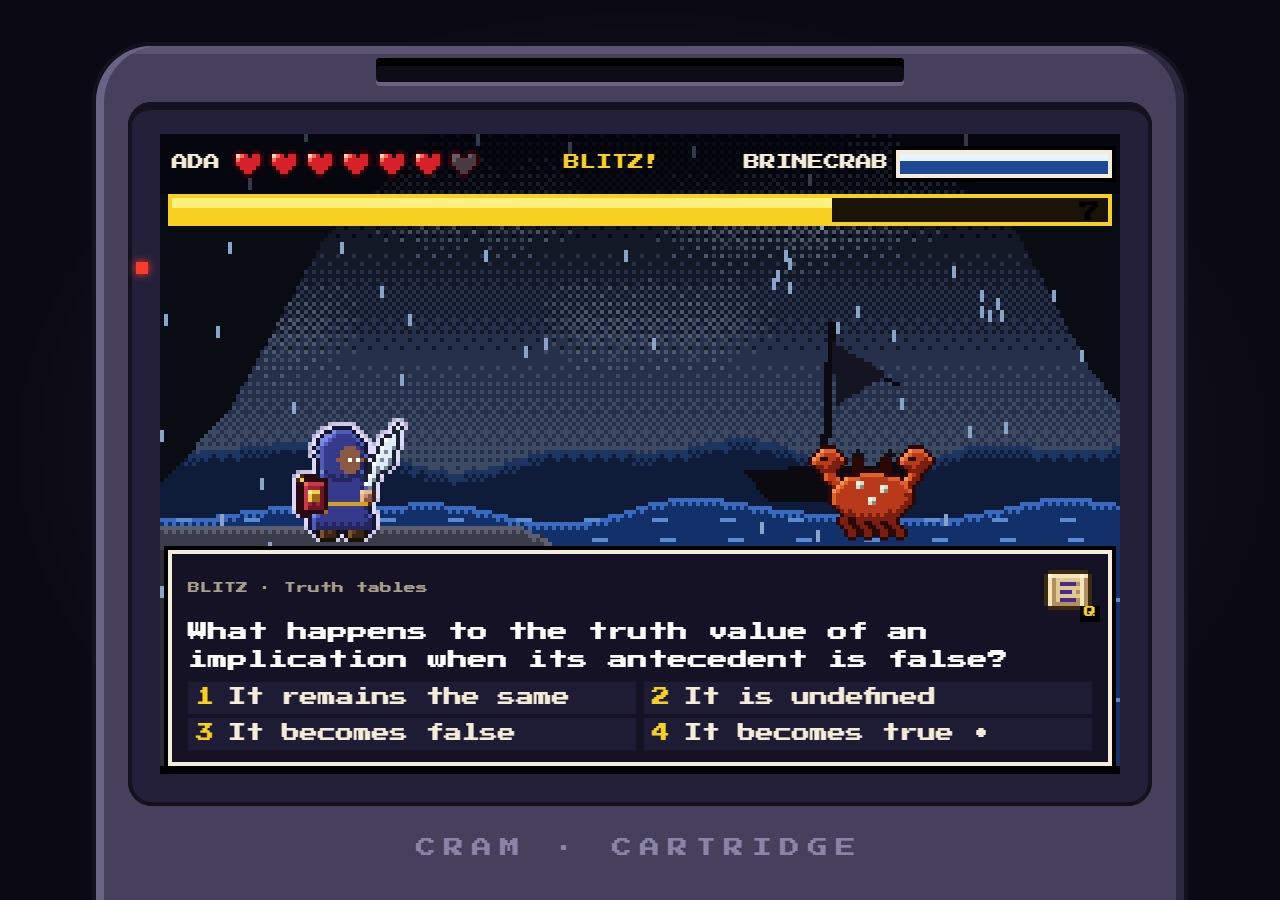 ADA BLITZ! BRINECRAB
7
BLITZ · Truth tables
Q
What happens to the truth value of an
implication when its antecedent is false?
1 It remains the same
2 It is undefined
3 It becomes false
4 It becomes true •
CRAM · CARTRIDGE